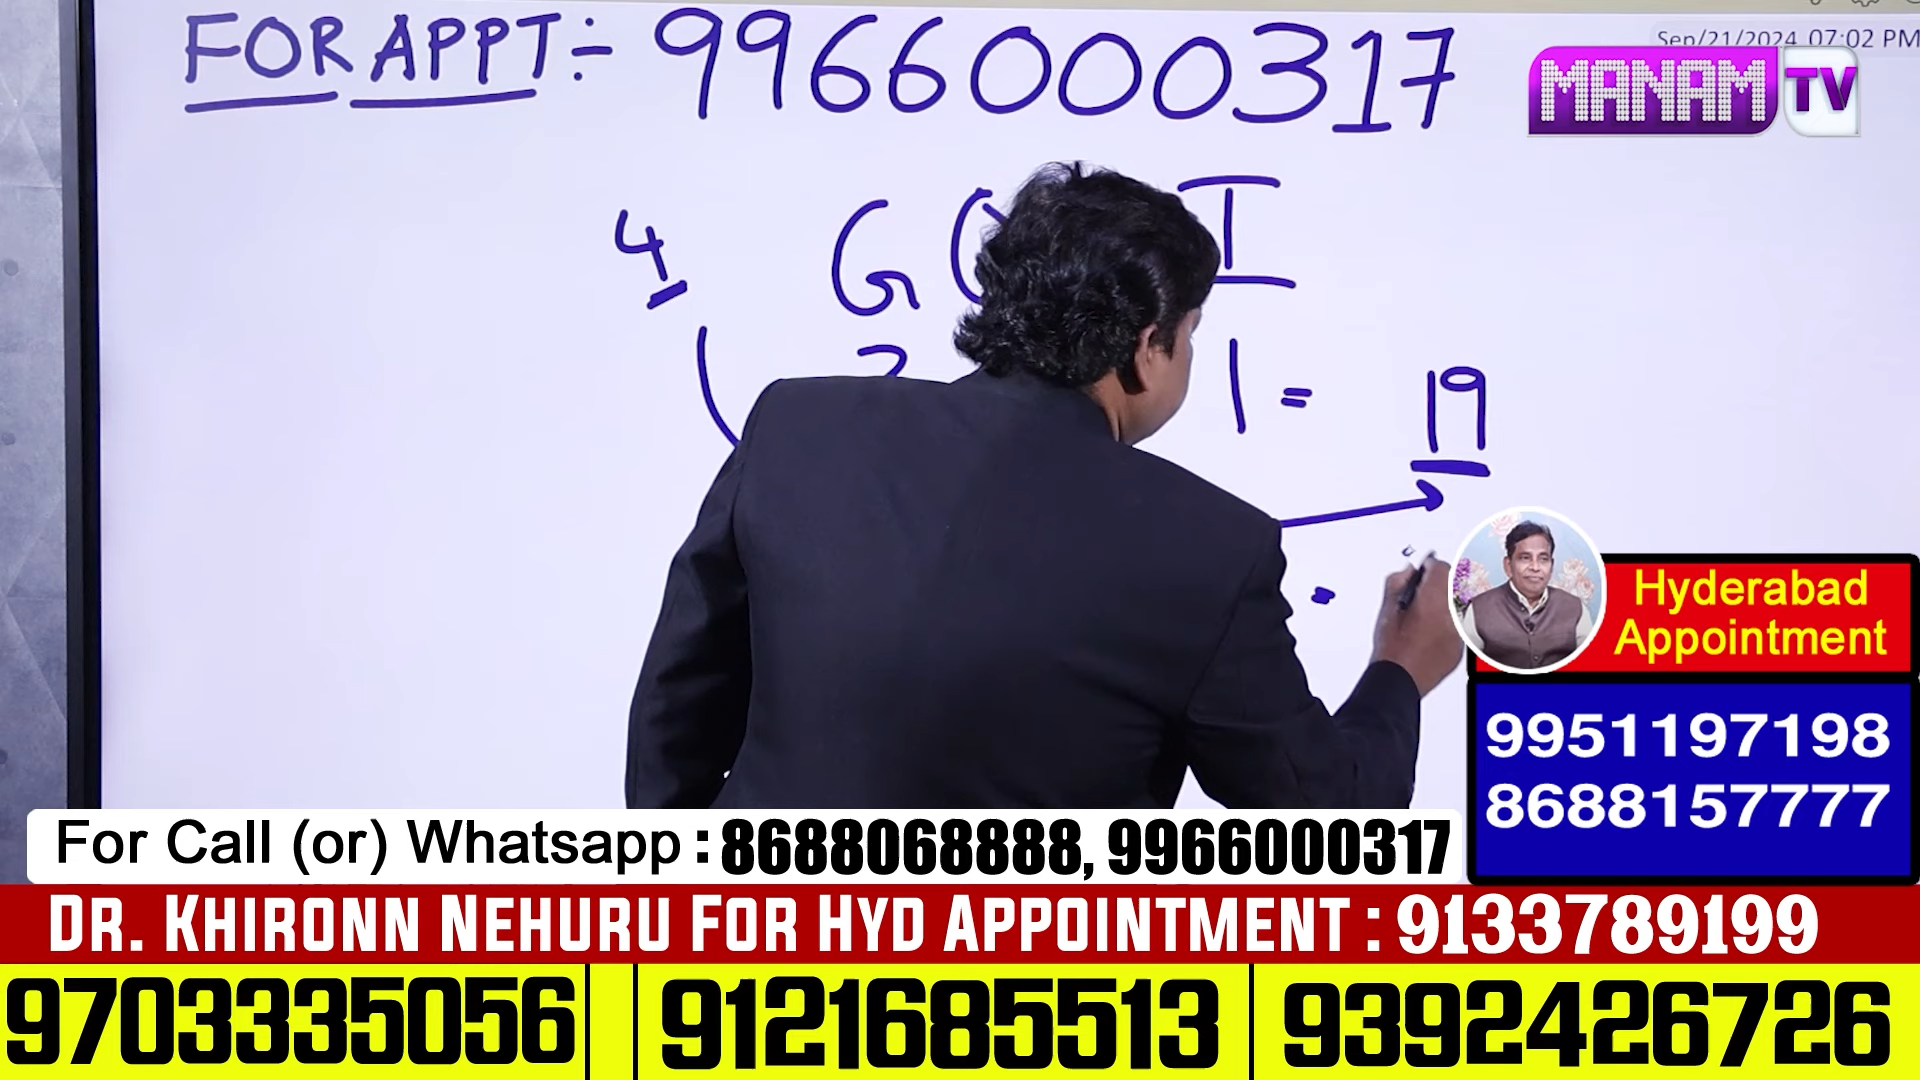 FOR APPT:- 9966000317
Sep/21/2024 07:02 PM
MANAM TV
4 G I
1 = 19
Hyderabad
Appointment
9951197198
8688157777
For Call (or) Whatsapp : 8688068888, 9966000317
DR. KHIRONN NEHURU FOR HYD APPOINTMENT : 9133789199
9703335056 9121685513 9392426726